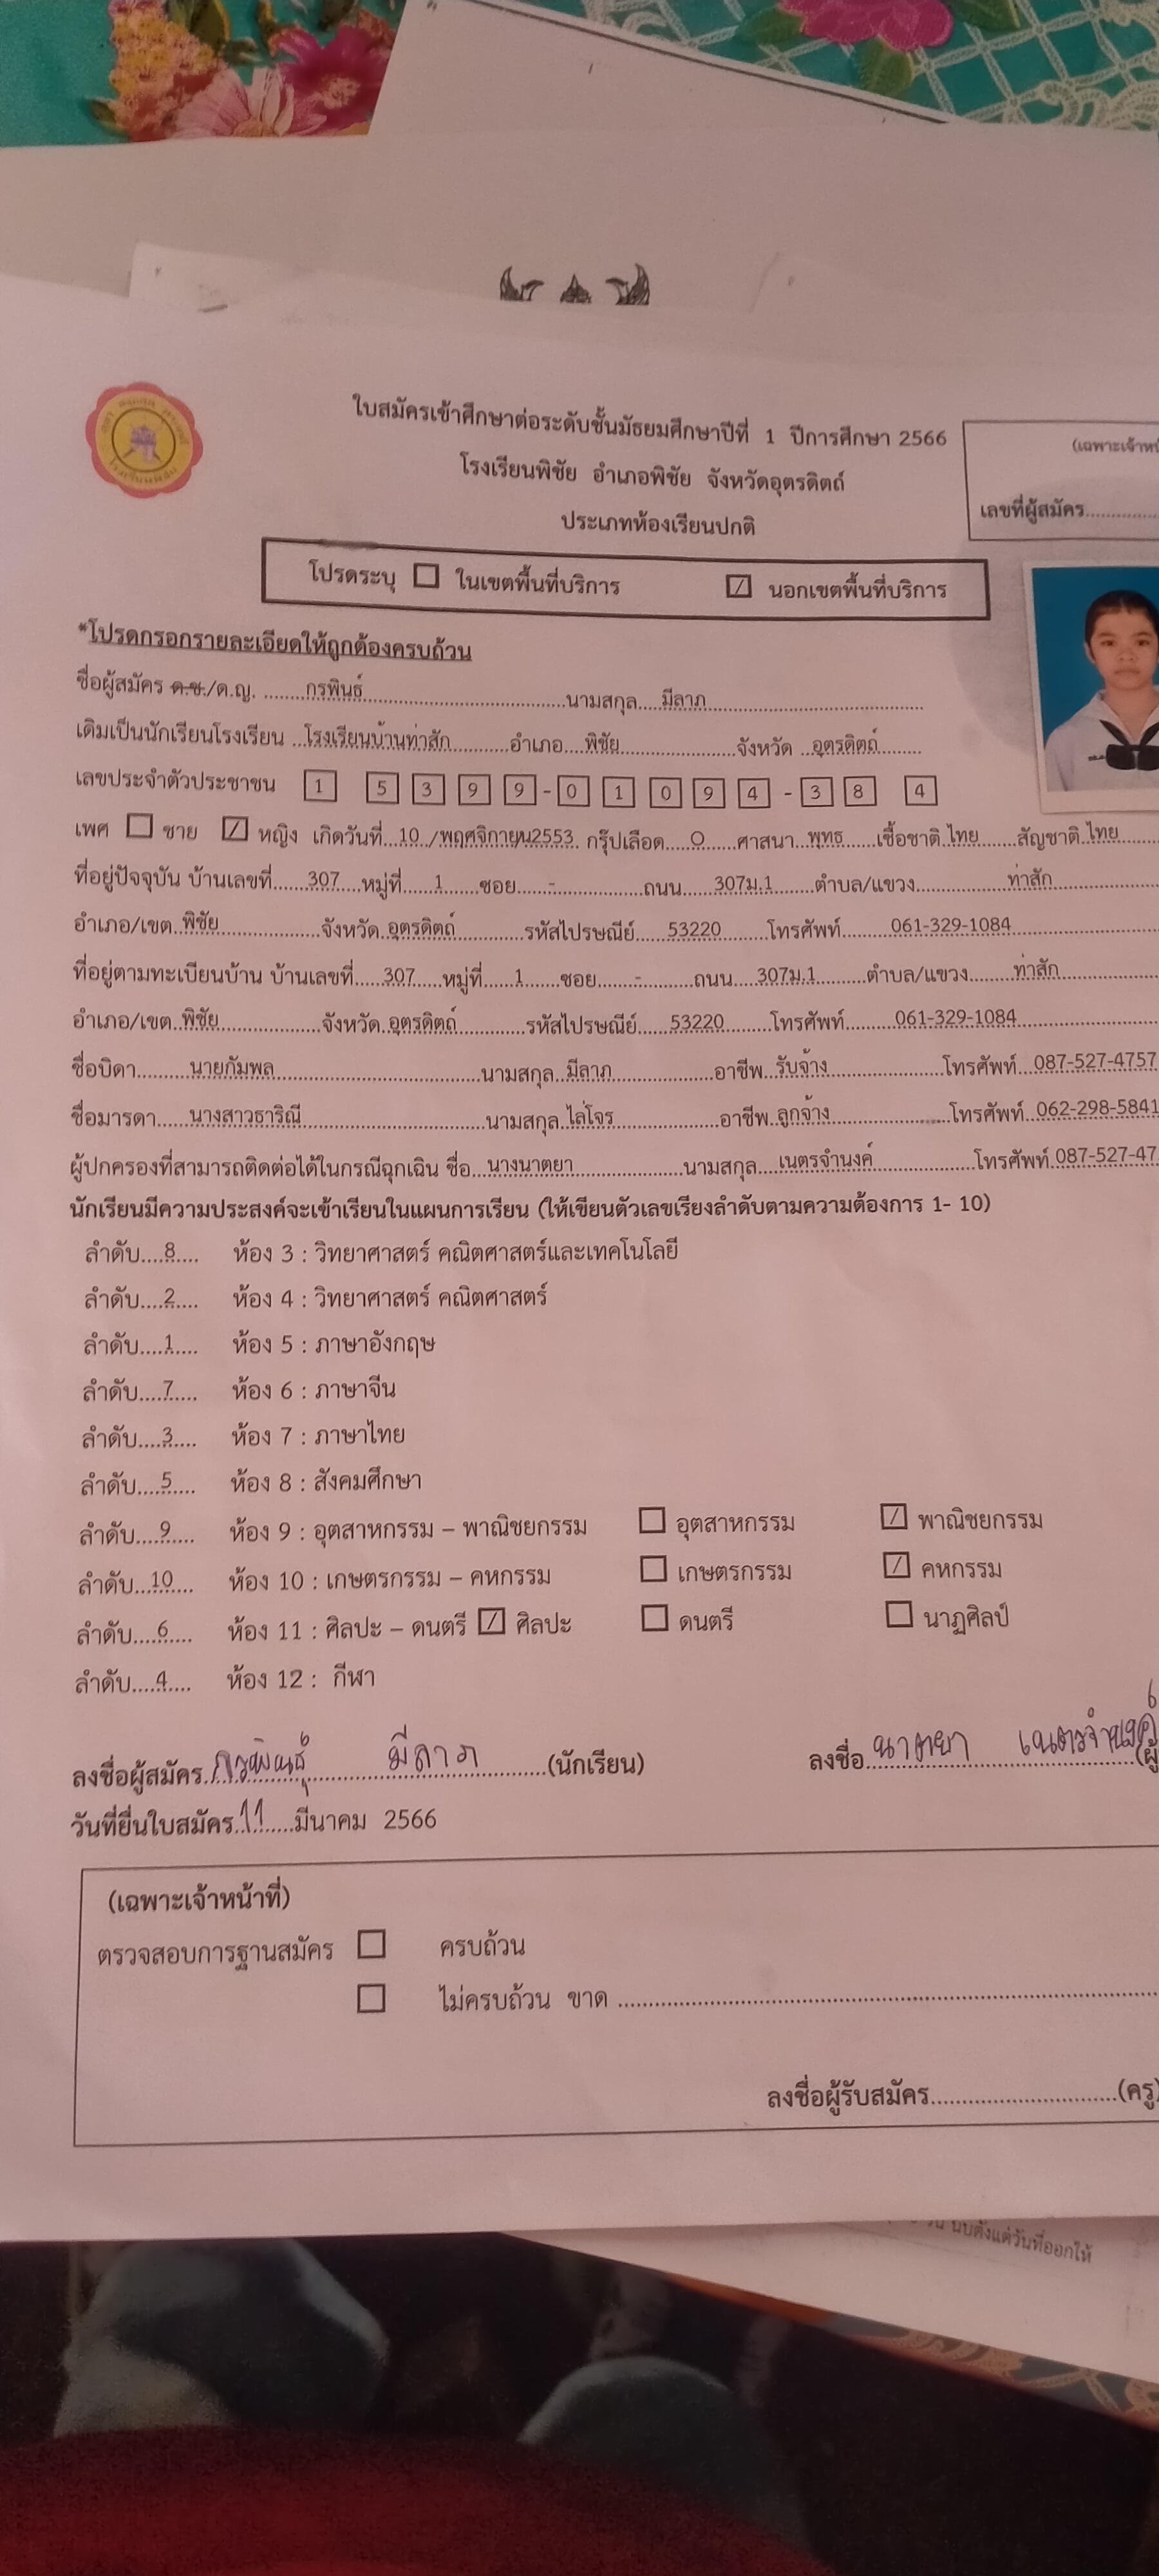 ใบสมัครเข้าศึกษาต่อระดับชั้นมัธยมศึกษาปีที่ 1 ปีการศึกษา 2566
โรงเรียนพิชัย อำเภอพิชัย จังหวัดอุตรดิตถ์
ประเภทห้องเรียนปกติ
เลขที่ผู้สมัคร..............
โปรดระบุ ☐ ในเขตพื้นที่บริการ ☑ นอกเขตพื้นที่บริการ
*โปรดกรอกรายละเอียดให้ถูกต้องครบถ้วน
ชื่อผู้สมัคร ด.ช./ด.ญ. ........กรพินธุ์........นามสกุล....มีลาภ........
เดิมเป็นนักเรียนโรงเรียน ..โรงเรียนบ้านท่าสัก..........อำเภอ....พิชัย..........จังหวัด ..อุตรดิตถ์........
เลขประจำตัวประชาชน 1 5 3 9 9 - 0 1 0 9 4 - 3 8 4
เพศ ☐ ชาย ☑ หญิง เกิดวันที่...10../พฤศจิกายน2553. กรุ๊ปเลือด.....O.....ศาสนา..พุทธ.....เชื้อชาติ.ไทย......สัญชาติ.ไทย
ที่อยู่ปัจจุบัน บ้านเลขที่......307...หมู่ที่......1......ซอย......-..........ถนน......307ม.1.......ตำบล/แขวง..........ท่าสัก
อำเภอ/เขต..พิชัย..........จังหวัด..อุตรดิตถ์..........รหัสไปรษณีย์.....53220.......โทรศัพท์........061-329-1084
ที่อยู่ตามทะเบียนบ้าน บ้านเลขที่....307....หมู่ที่.....1.....ซอย......-........ถนน....307ม.1.......ตำบล/แขวง.......ท่าสัก
อำเภอ/เขต..พิชัย..........จังหวัด..อุตรดิตถ์..........รหัสไปรษณีย์.....53220.......โทรศัพท์........061-329-1084
ชื่อบิดา........นายกัมพล..........นามสกุล..มีลาภ..........อาชีพ..รับจ้าง..........โทรศัพท์...087-527-4757
ชื่อมารดา.....นางสาวธาริณี..........นามสกุล.ไล่โจร..........อาชีพ.ลูกจ้าง..........โทรศัพท์..062-298-5841
ผู้ปกครองที่สามารถติดต่อได้ในกรณีฉุกเฉิน ชื่อ...นางนาตยา..........นามสกุล....เนตรจำนงค์..........โทรศัพท์.087-527-47
นักเรียนมีความประสงค์จะเข้าเรียนในแผนการเรียน (ให้เขียนตัวเลขเรียงลำดับตามความต้องการ 1- 10)
ลำดับ....8.... ห้อง 3 : วิทยาศาสตร์ คณิตศาสตร์และเทคโนโลยี
ลำดับ....2.... ห้อง 4 : วิทยาศาสตร์ คณิตศาสตร์
ลำดับ....1.... ห้อง 5 : ภาษาอังกฤษ
ลำดับ....7.... ห้อง 6 : ภาษาจีน
ลำดับ....3.... ห้อง 7 : ภาษาไทย
ลำดับ....5.... ห้อง 8 : สังคมศึกษา
ลำดับ....9.... ห้อง 9 : อุตสาหกรรม – พาณิชยกรรม ☐ อุตสาหกรรม ☑ พาณิชยกรรม
ลำดับ...10.... ห้อง 10 : เกษตรกรรม – คหกรรม ☐ เกษตรกรรม ☑ คหกรรม
ลำดับ....6.... ห้อง 11 : ศิลปะ – ดนตรี ☑ ศิลปะ ☐ ดนตรี ☐ นาฏศิลป์
ลำดับ....4.... ห้อง 12 : กีฬา
ลงชื่อผู้สมัคร..กรพินธุ์ มีลาภ..........(นักเรียน) ลงชื่อ นาตยา เนตรจำนงค์
วันที่ยื่นใบสมัคร..11......มีนาคม 2566
(เฉพาะเจ้าหน้าที่)
ตรวจสอบการฐานสมัคร ☐ ครบถ้วน
☐ ไม่ครบถ้วน ขาด ....................
ลงชื่อผู้รับสมัคร..............................(ครู)
นับตั้งแต่วันที่ออกให้